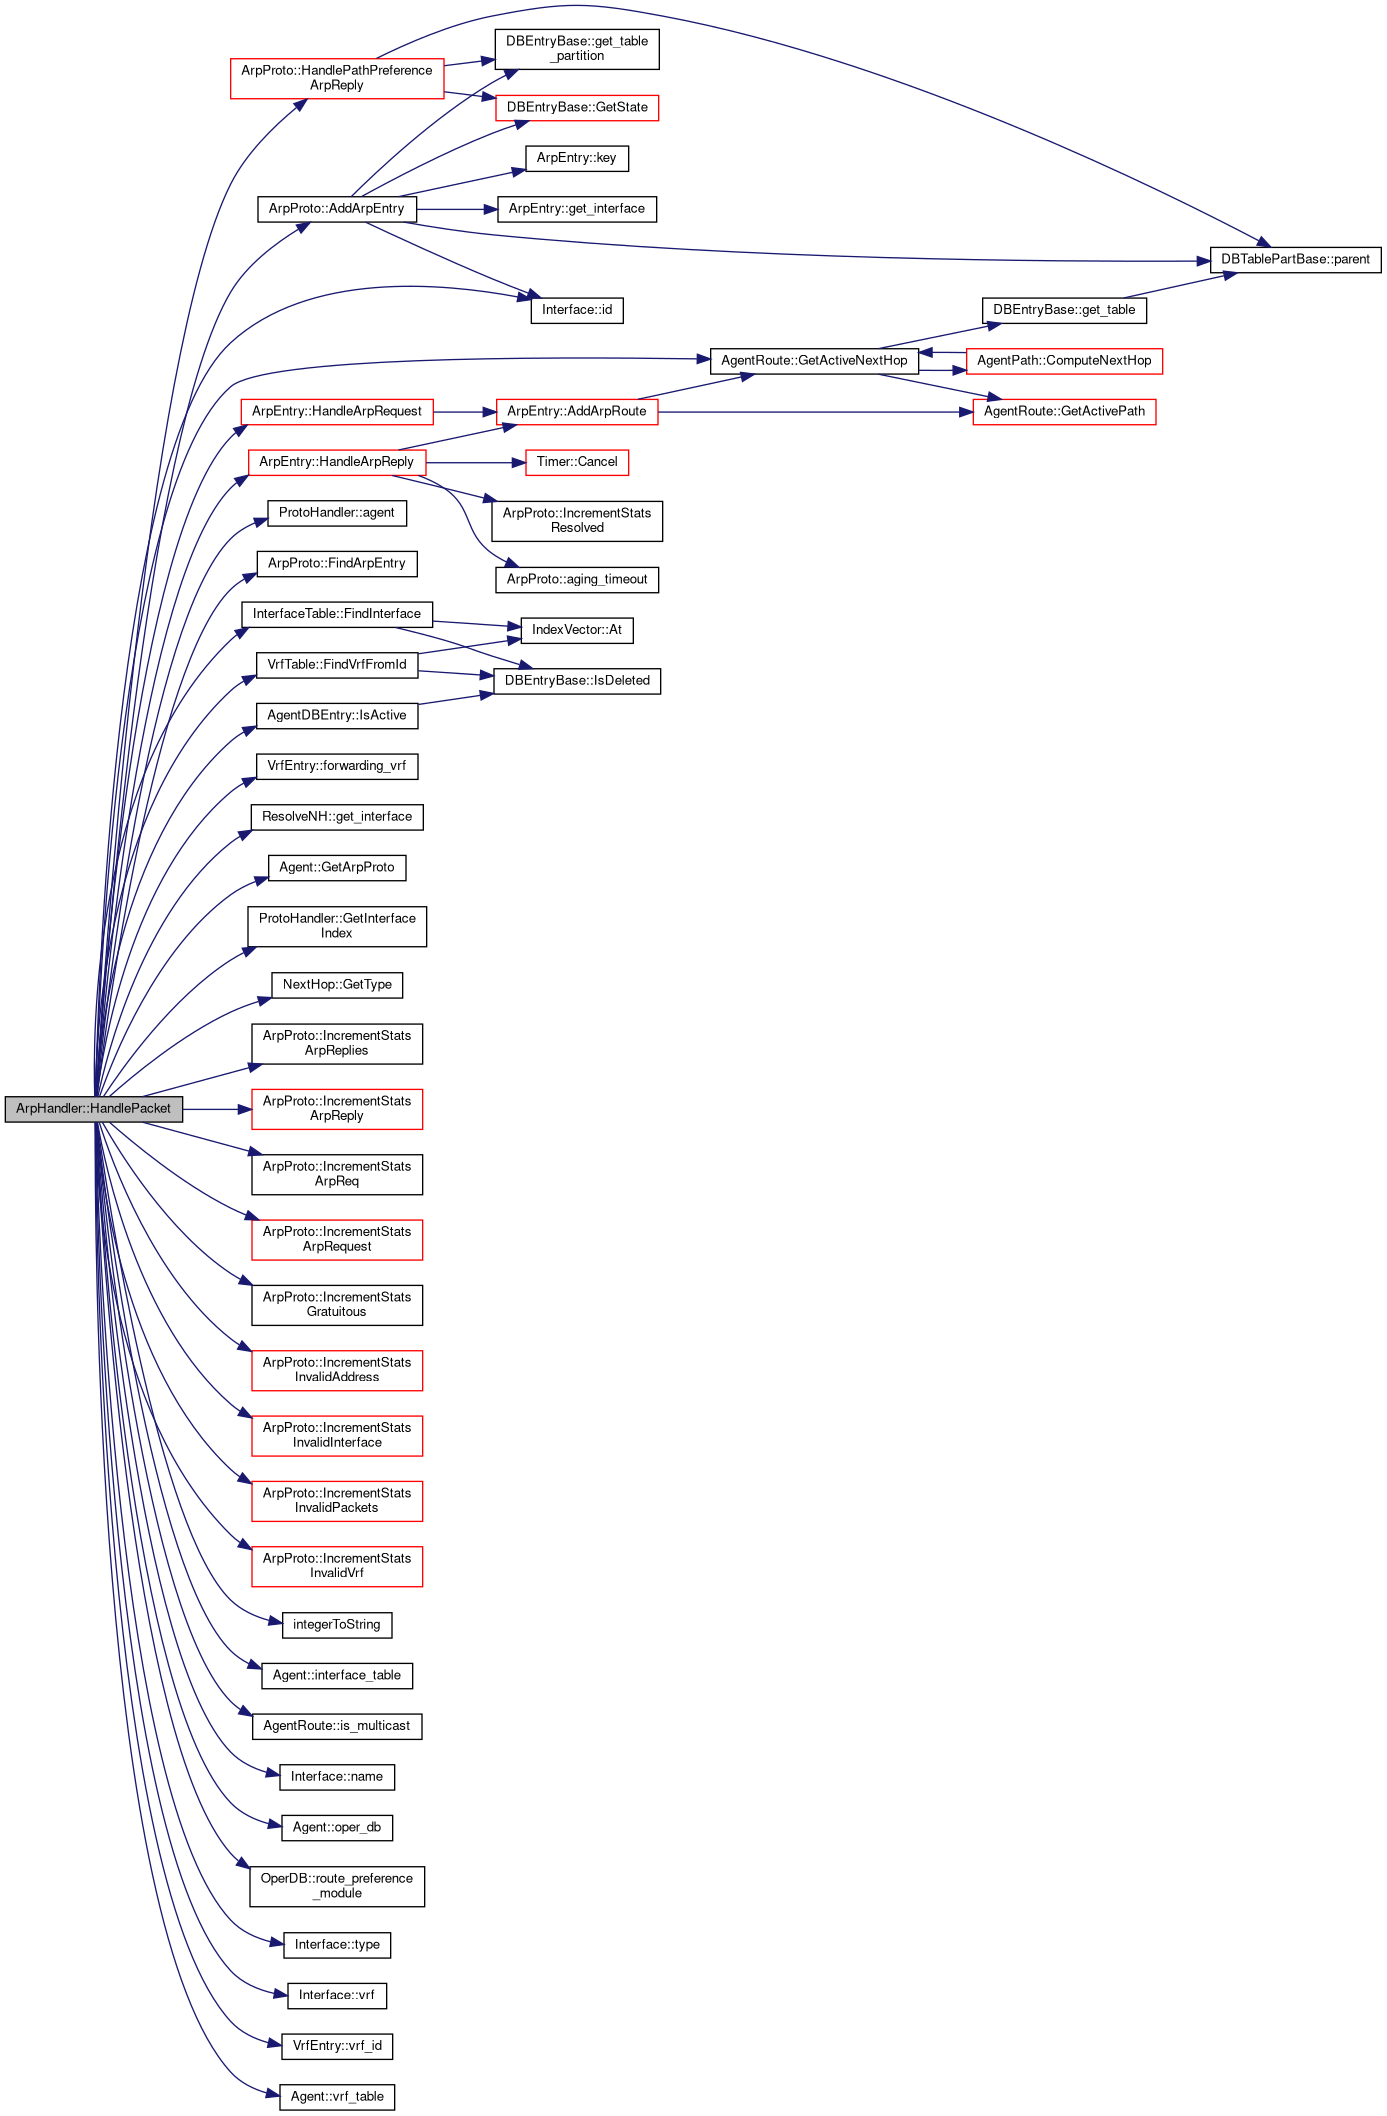 DBEntryBase::get_table
_partition
ArpProto::HandlePathPreference
ArpReply
DBEntryBase::GetState
ArpEntry::key
ArpProto::AddArpEntry
ArpEntry::get_interface
DBTablePartBase::parent
Interface::id
DBEntryBase::get_table
AgentRoute::GetActiveNextHop
AgentPath::ComputeNextHop
ArpEntry::HandleArpRequest
ArpEntry::AddArpRoute
AgentRoute::GetActivePath
ArpEntry::HandleArpReply
Timer::Cancel
ProtoHandler::agent
ArpProto::IncrementStats
Resolved
ArpProto::FindArpEntry
ArpProto::aging_timeout
InterfaceTable::FindInterface
IndexVector::At
VrfTable::FindVrfFromId
DBEntryBase::IsDeleted
AgentDBEntry::IsActive
VrfEntry::forwarding_vrf
ResolveNH::get_interface
Agent::GetArpProto
ProtoHandler::GetInterface
Index
NextHop::GetType
ArpProto::IncrementStats
ArpReplies
ArpHandler::HandlePacket
ArpProto::IncrementStats
ArpReply
ArpProto::IncrementStats
ArpReq
ArpProto::IncrementStats
ArpRequest
ArpProto::IncrementStats
Gratuitous
ArpProto::IncrementStats
InvalidAddress
ArpProto::IncrementStats
InvalidInterface
ArpProto::IncrementStats
InvalidPackets
ArpProto::IncrementStats
InvalidVrf
integerToString
Agent::interface_table
AgentRoute::is_multicast
Interface::name
Agent::oper_db
OperDB::route_preference
_module
Interface::type
Interface::vrf
VrfEntry::vrf_id
Agent::vrf_table